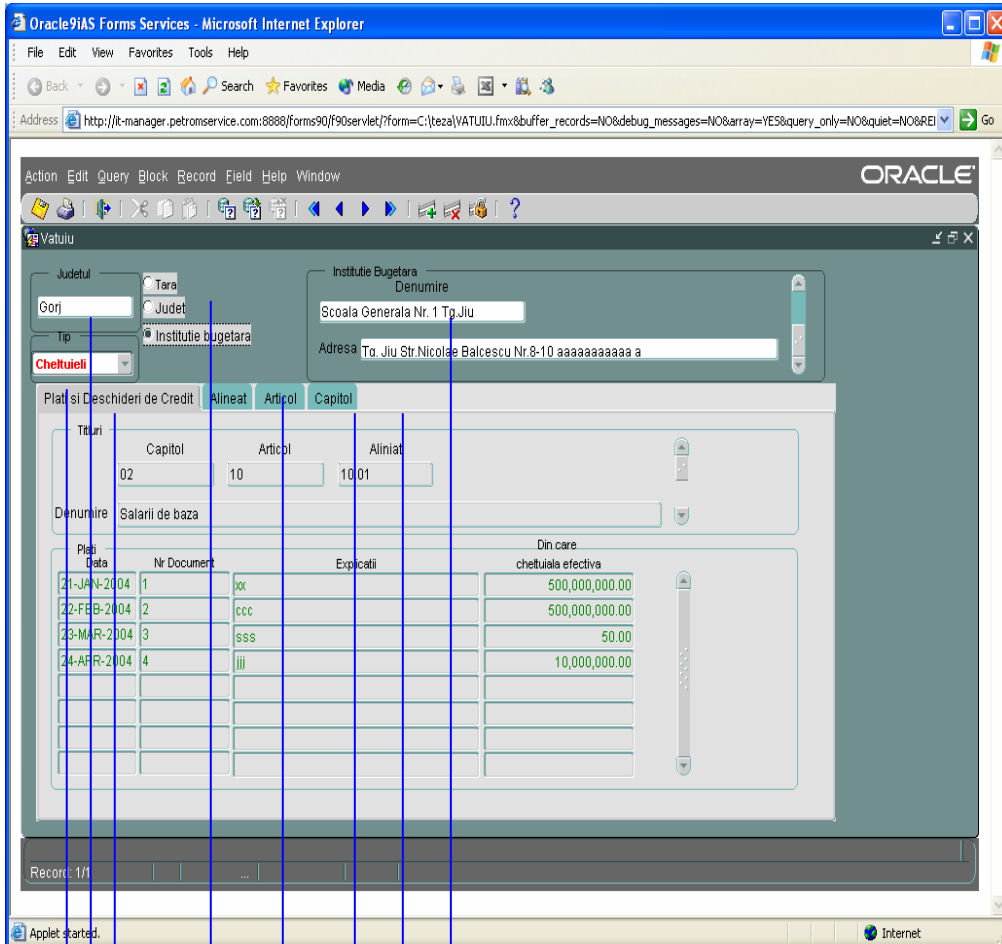 Oracle9iAS Forms Services - Microsoft Internet Explorer
File Edit View Favorites Tools Help
Back Search Favorites Media
Address http://it-manager.petromservice.com:8888/forms90/f90servlet/?form=C:\teza\VATUIU.fmx&buffer_records=NO&debug_messages=NO&array=YES&query_only=NO&quiet=NO&REI Go
Action Edit Query Block Record Field Help Window ORACLE
Vatuiu
Judetul
Gorj
Tip
Cheltuieli
Tara
Judet
Institutie bugetara
Institutie Bugetara
Denumire
Scoala Generala Nr. 1 Tg.Jiu
Adresa Tg. Jiu Str.Nicolae Balcescu Nr.8-10 aaaaaaaaaaa a
Plati si Deschideri de Credit Alineat Articol Capitol
Titluri
Capitol Articol Aliniat
02 10 10.01
Denumire Salarii de baza
Plati
Din care
Data Nr Document Explicatii cheltuiala efectiva
21-JAN-2004 1 xx 500,000,000.00
22-FEB-2004 2 ccc 500,000,000.00
23-MAR-2004 3 sss 50.00
24-APR-2004 4 jjj 10,000,000.00
Record: 1/1 ...
Applet started. Internet